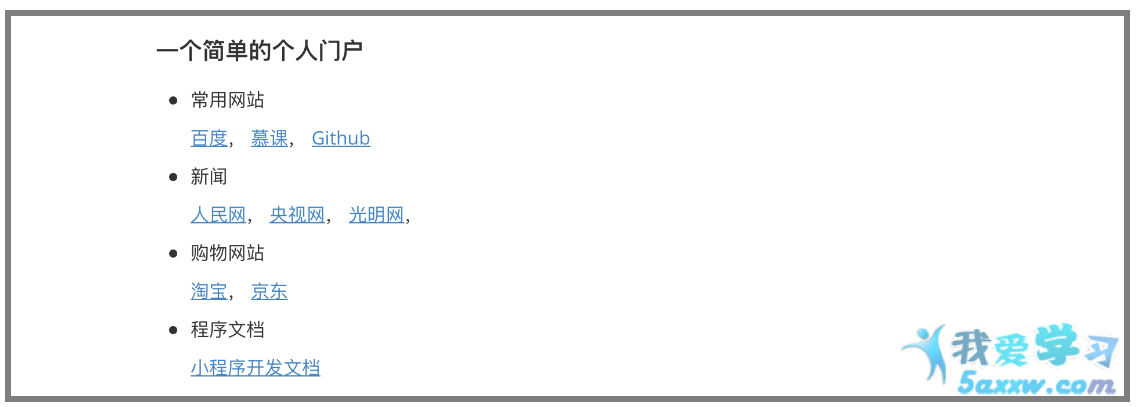 一个简单的个人门户
常用网站
百度， 慕课， Github
新闻
人民网， 央视网， 光明网，
购物网站
淘宝， 京东
程序文档
小程序开发文档
我爱学习
5axxw.com